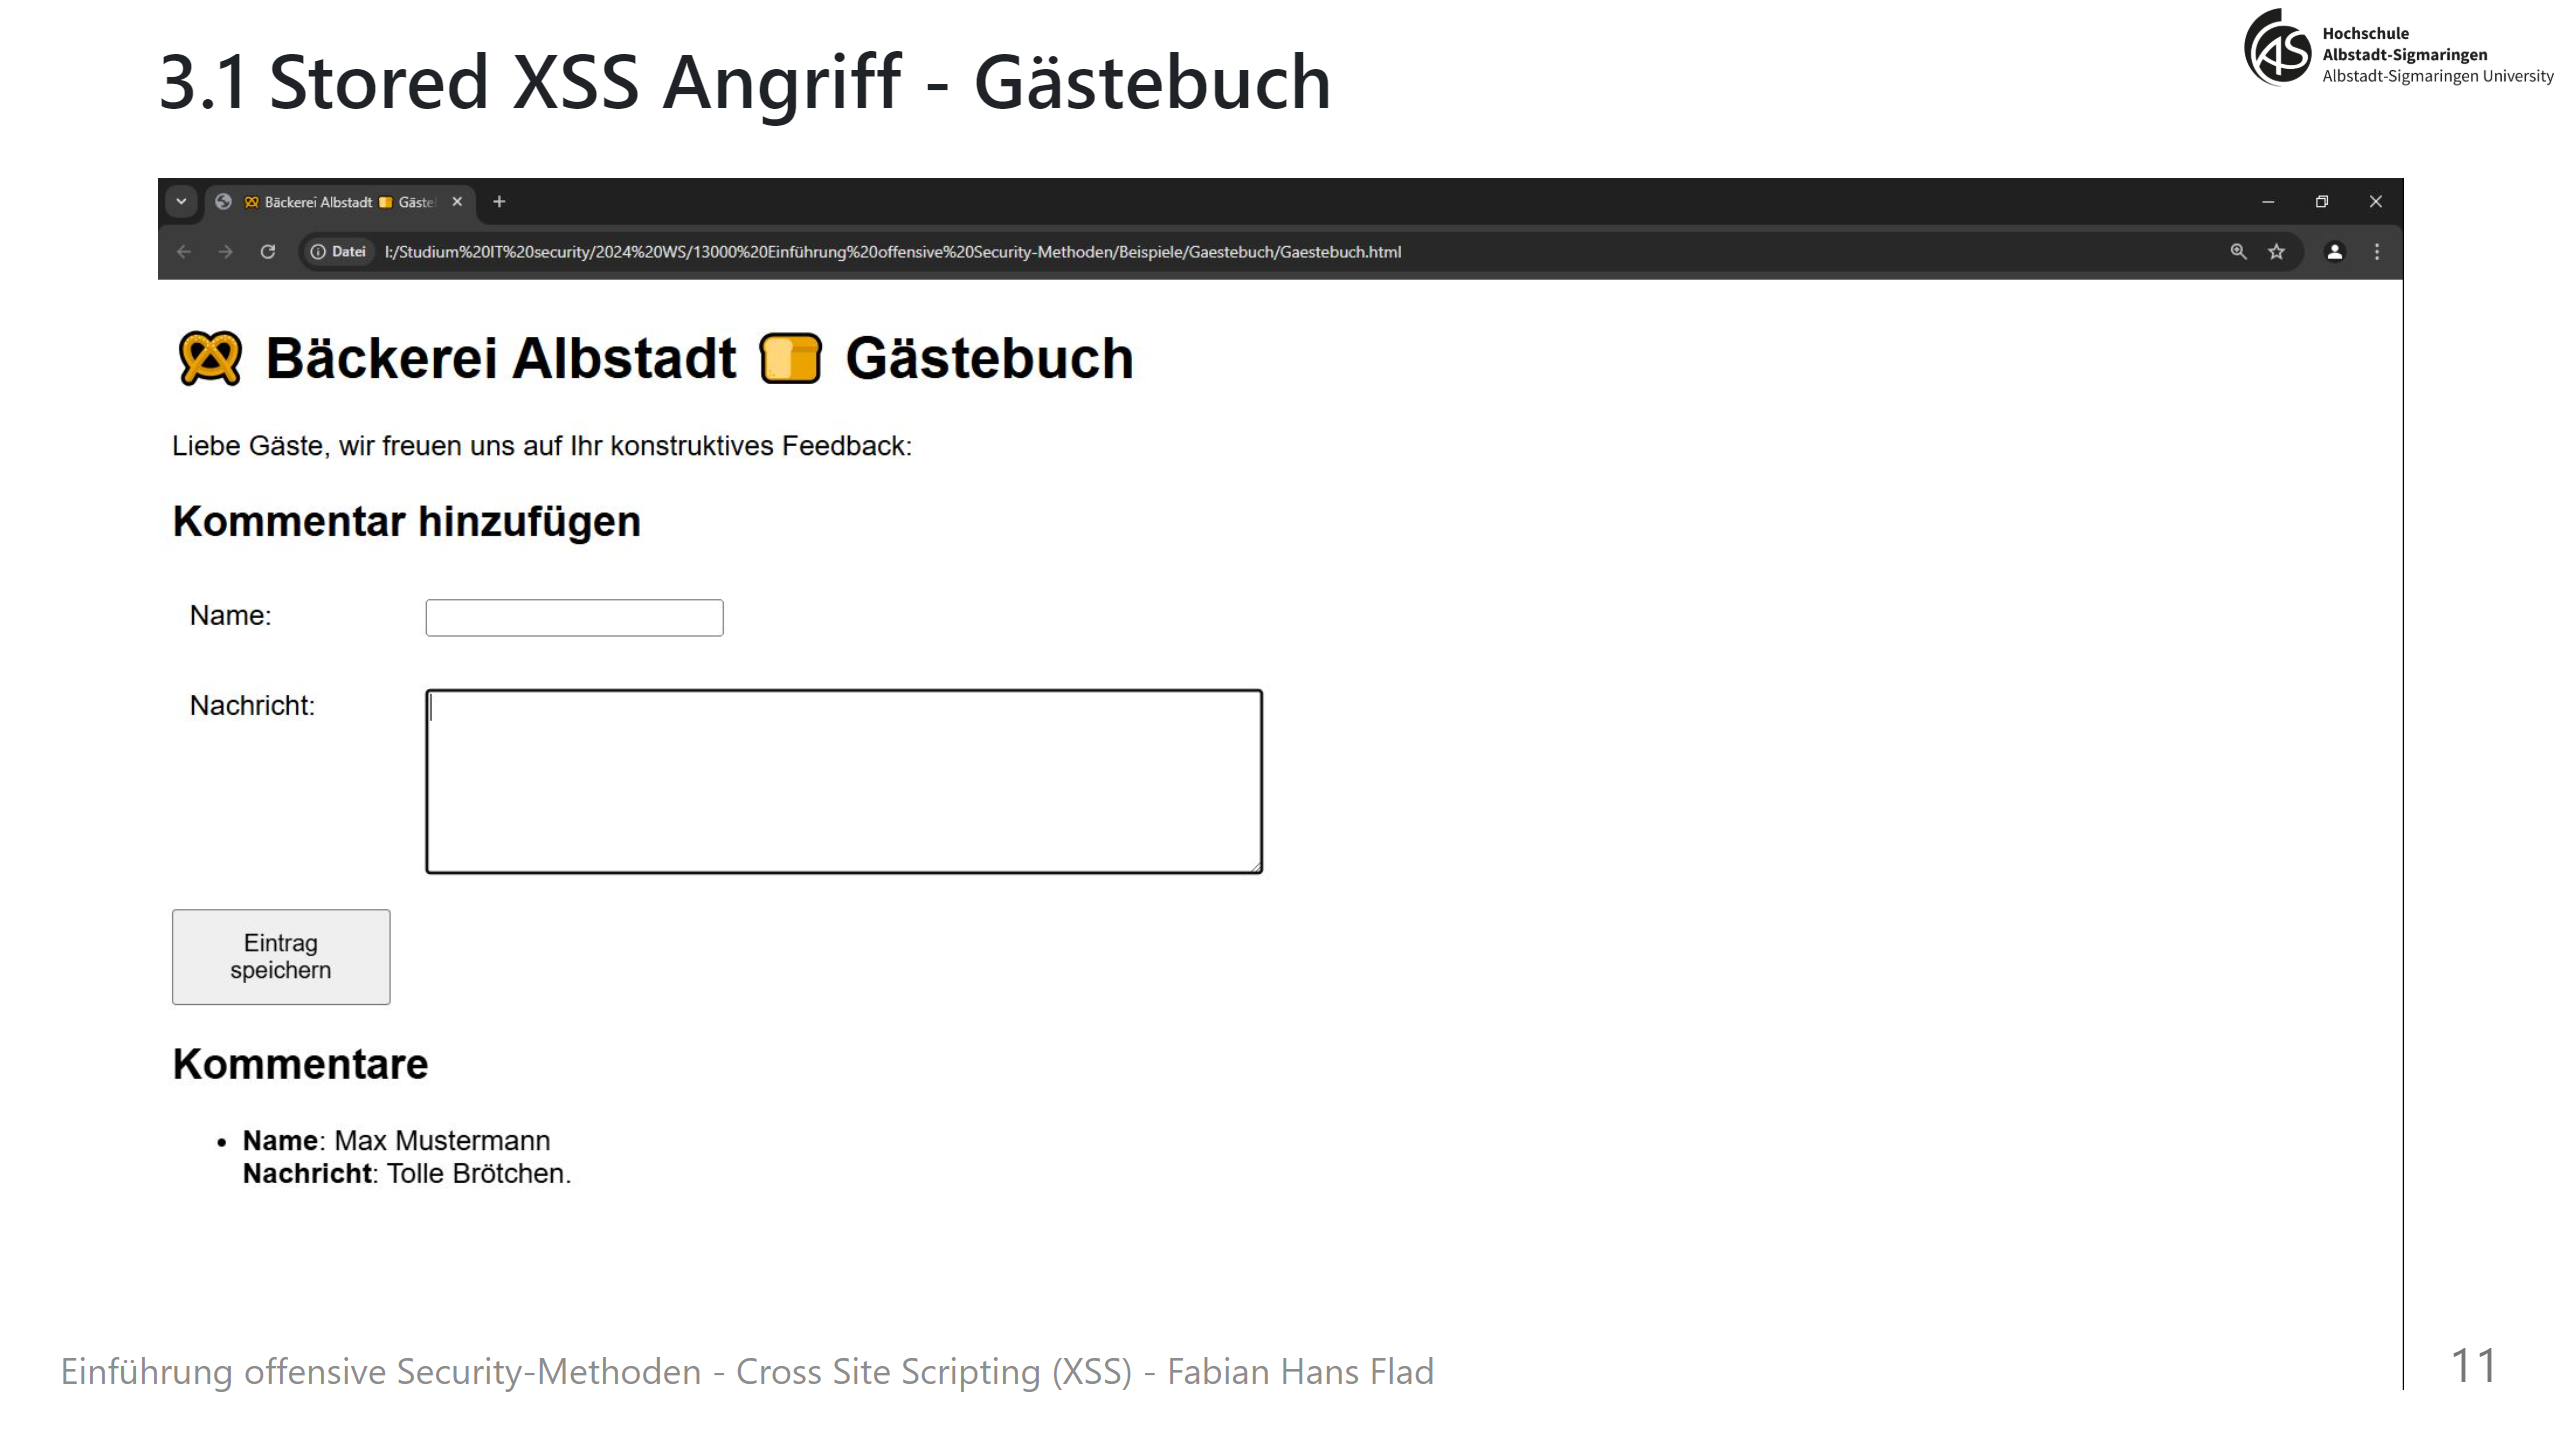 3.1 Stored XSS Angriff - Gästebuch
Hochschule
Albstadt-Sigmaringen
Albstadt-Sigmaringen University
Bäckerei Albstadt Gäste
Datei I:/Studium%20IT%20security/2024%20WS/13000%20Einführung%20offensive%20Security-Methoden/Beispiele/Gaestebuch/Gaestebuch.html
Bäckerei Albstadt Gästebuch
Liebe Gäste, wir freuen uns auf Ihr konstruktives Feedback:
Kommentar hinzufügen
Name:
Nachricht:
Eintrag
speichern
Kommentare
• Name: Max Mustermann
Nachricht: Tolle Brötchen.
Einführung offensive Security-Methoden - Cross Site Scripting (XSS) - Fabian Hans Flad
11